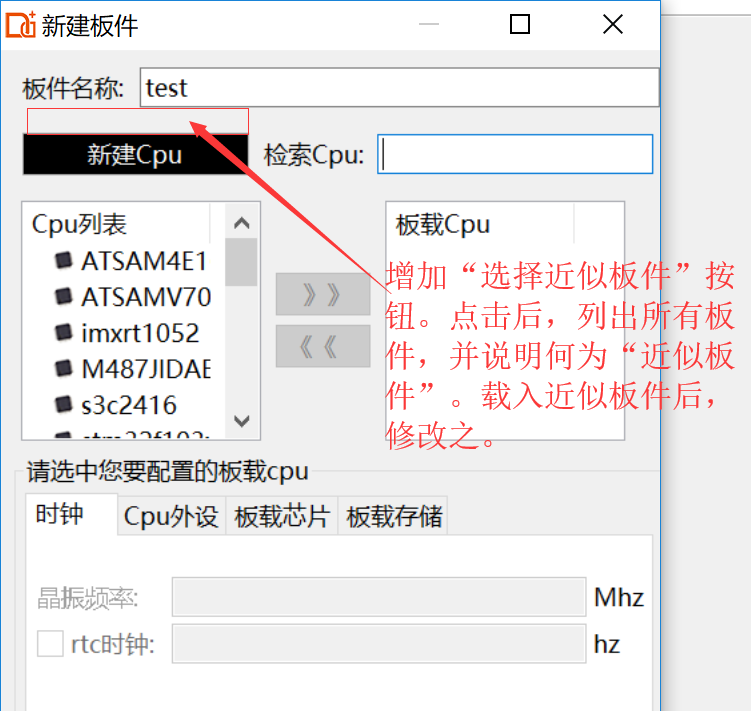 新建板件
板件名称: test
新建Cpu 检索Cpu:
Cpu列表
ATSAM4E1
ATSAMV70
imxrt1052
M487JIDAE
s3c2416
》》
《《
板载Cpu
增加“选择近似板件”按
钮。点击后，列出所有板
件，并说明何为“近似板
件”。载入近似板件后，
修改之。
请选中您要配置的板载cpu
时钟 Cpu外设 板载芯片 板载存储
晶振频率: Mhz
rtc时钟: hz